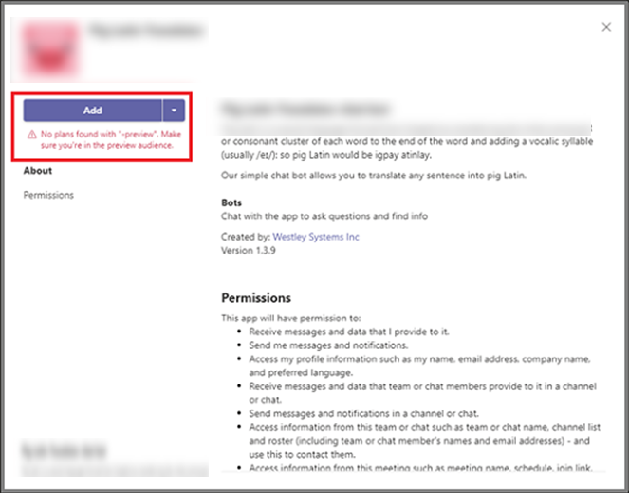 Add
No plans found with "-preview". Make
sure you're in the preview audience.
About
Permissions
or consonant cluster of each word to the end of the word and adding a vocalic syllable
(usually /eɪ/): so pig Latin would be igpay atinlay.
Our simple chat bot allows you to translate any sentence into pig Latin.
Bots
Chat with the app to ask questions and find info
Created by: Westley Systems Inc
Version 1.3.9
Permissions
This app will have permission to:
• Receive messages and data that I provide to it.
• Send me messages and notifications.
• Access my profile information such as my name, email address, company name,
and preferred language.
• Receive messages and data that team or chat members provide to it in a channel
or chat.
• Send messages and notifications in a channel or chat.
• Access information from this team or chat such as team or chat name, channel list
and roster (including team or chat member's names and email addresses) - and
use this to contact them.
• Access information from this meeting such as meeting name, schedule, join link,